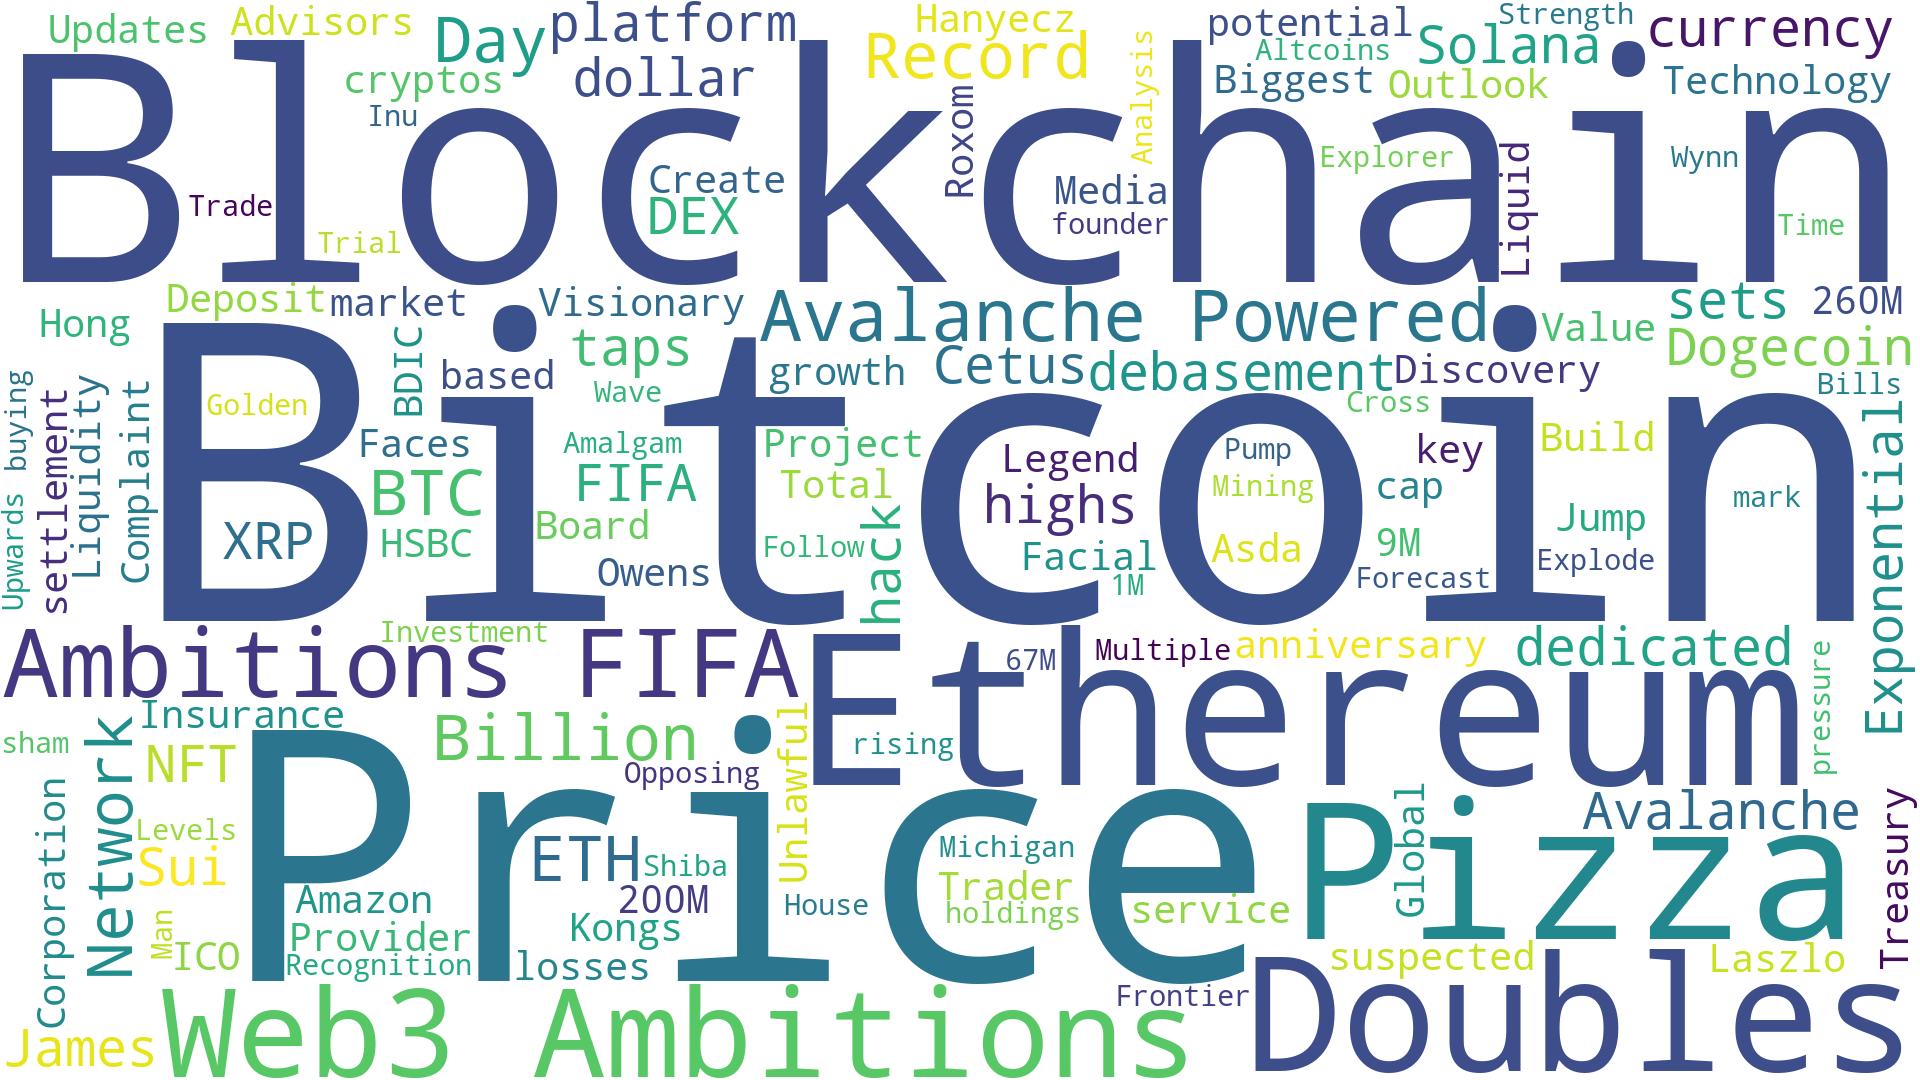 Updates
Advisors
Day
platform
Hanyecz
potential
Strength
currency
Record
Altcoins
Solana
cryptos
dollar
Biggest
Outlook
Technology
Inu
Roxom
Analysis
Blockchain
Explorer
Liquid
Wynn
Create
Media
Trade
DEX
founder
Time
Trial
Deposit
market
Visionary
Avalanche Powered
sets
260M
Hong
BDIC
taps
Value
Dogecoin
based
growth
Cetus
debasement
Discovery
Bills
Wave
Golden
Cross
Upwards
buying
settlement
Liquidity
Complaint
Bitcoin
Faces
Amalgam
Project
Legend
Pump
key
Build
Exponential
BTC
FIFA
Total
highs
Mining
cap
mark
XRP
HSBC
Board
hack
Follow
Facial
Asda
9M
Jump
Explode
Owens
1M
Forecast
Investment
Ambitions FIFA
67M
Multiple
anniversary
dedicated
Ethereum
pressure
Insurance
sham
Network
NFT
Billion
Unlawful
rising
Opposing
Corporation
Levels
Price
Michigan
Global
Avalanche
Pizza
Treasury
Sui
ETH
Shiba
Amazon
200M
House
Trader
holdings
service
Man
ICO
Provider
Kongs
Recognition
losses
suspected
Laszlo
Frontier
Doubles
James
Web3 Ambitions